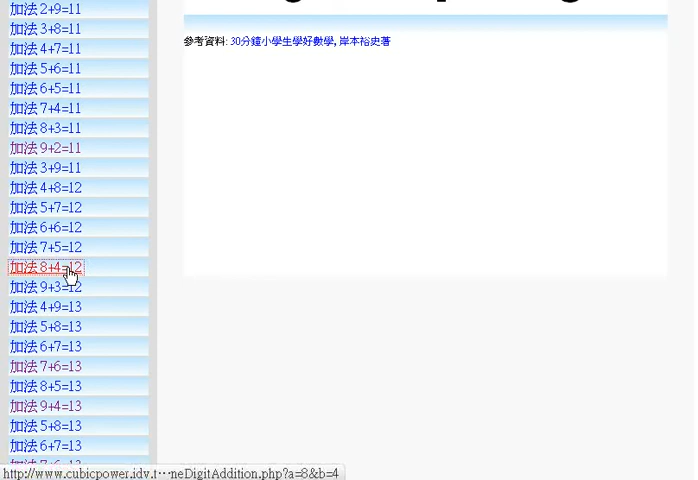 加法 2+9=11
加法 3+8=11
加法 4+7=11
加法 5+6=11
加法 6+5=11
加法 7+4=11
加法 8+3=11
加法 9+2=11
加法 3+9=11
加法 4+8=12
加法 5+7=12
加法 6+6=12
加法 7+5=12
加法 8+4=12
加法 9+3=12
加法 4+9=13
加法 5+8=13
加法 6+7=13
加法 7+6=13
加法 8+5=13
加法 9+4=13
加法 5+8=13
加法 6+7=13
參考資料: 30分鐘小學生學好數學, 岸本裕史著
http://www.cubicpower.idv.t…neDigitAddition.php?a=8&b=4